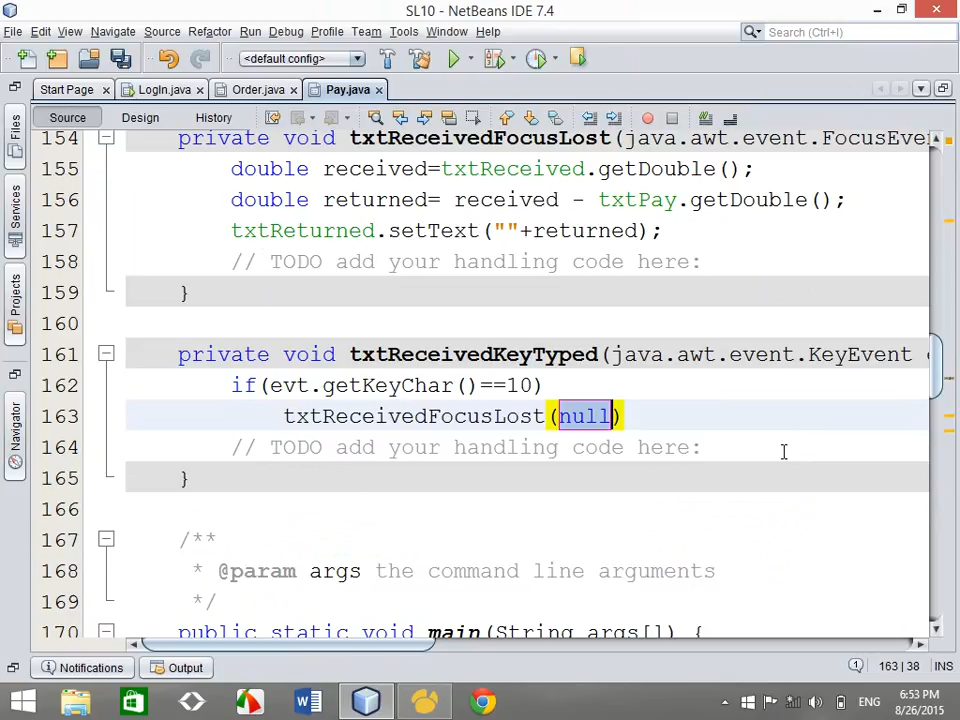 SL10 - NetBeans IDE 7.4
File Edit View Navigate Source Refactor Run Debug Profile Team Tools Window Help
Search (Ctrl+I)
<default config>
Start Page LogIn.java Order.java Pay.java
Source Design History
Files
Services
Projects
Navigator
154 private void txtReceivedFocusLost(java.awt.event.FocusEven
155 double received=txtReceived.getDouble();
156 double returned= received - txtPay.getDouble();
157 txtReturned.setText(""+returned);
158 // TODO add your handling code here:
159 }
160
161 private void txtReceivedKeyTyped(java.awt.event.KeyEvent e
162 if(evt.getKeyChar()==10)
163 txtReceivedFocusLost(null)
164 // TODO add your handling code here:
165 }
166
167 /**
168 * @param args the command line arguments
169 */
170 public static void main(String args[]) {
Notifications Output
1 163 | 38 INS
ENG
6:53 PM
8/26/2015